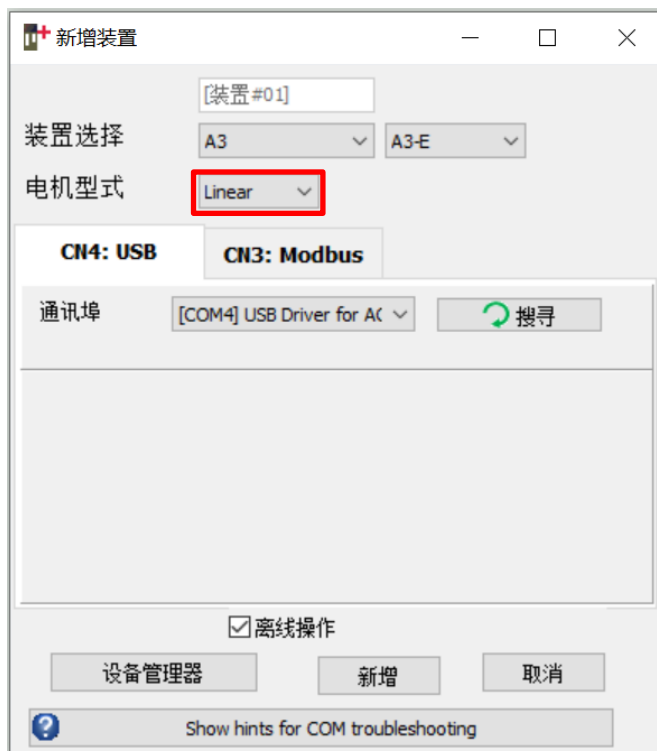 新增装置
[装置#01]
装置选择 A3 A3-E
电机型式 Linear
CN4: USB CN3: Modbus
通讯埠 [COM4] USB Driver for A( 搜寻
离线操作
设备管理器 新增 取消
Show hints for COM troubleshooting